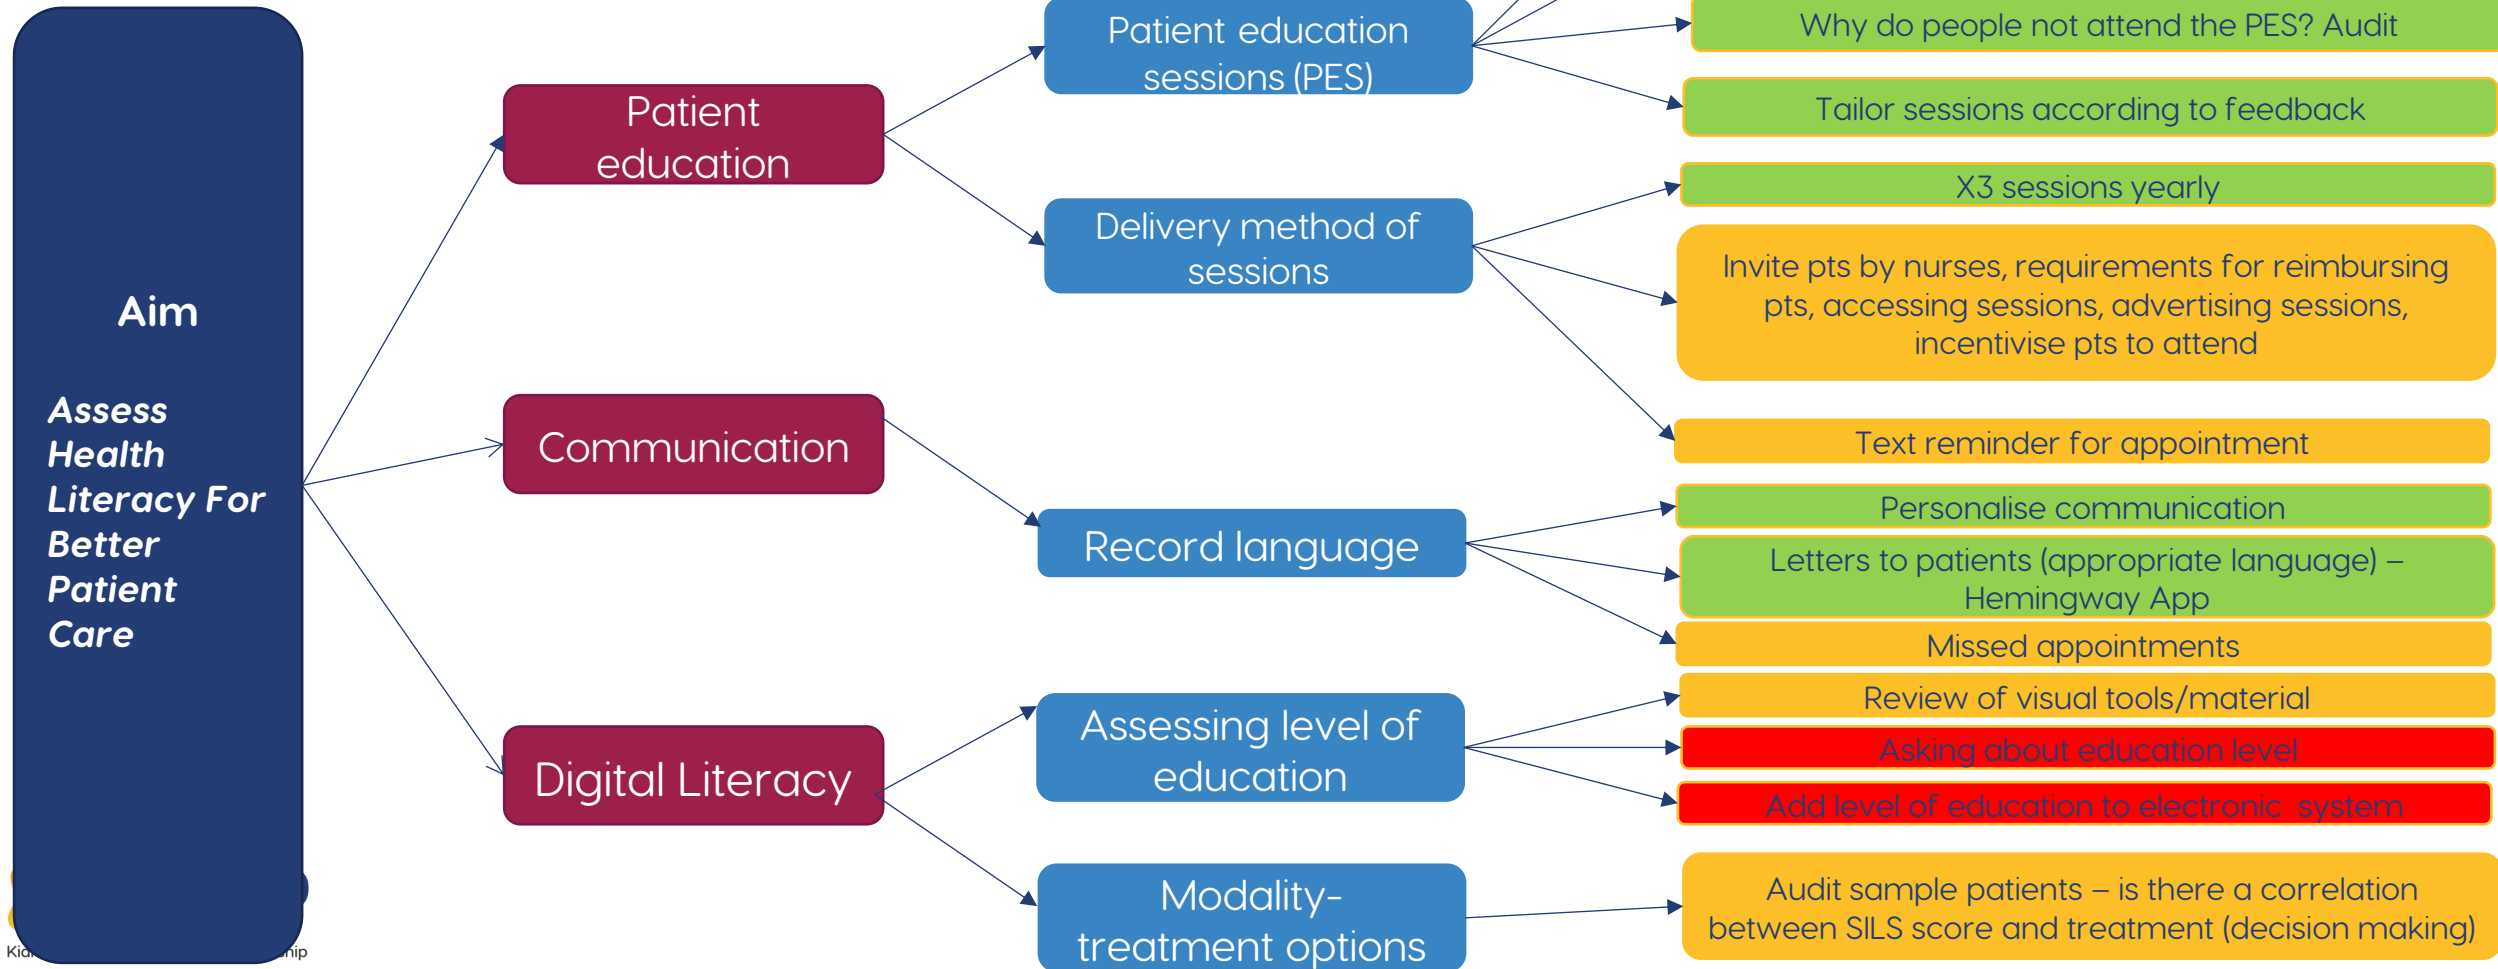 Aim
Assess
Health
Literacy For
Better
Patient
Care
Patient
education
Communication
Digital Literacy
Patient education
sessions (PES)
Delivery method of
sessions
Record language
Assessing level of
education
Modality-
treatment options
Why do people not attend the PES? Audit
Tailor sessions according to feedback
X3 sessions yearly
Invite pts by nurses, requirements for reimbursing
pts, accessing sessions, advertising sessions,
incentivise pts to attend
Text reminder for appointment
Personalise communication
Letters to patients (appropriate language) –
Hemingway App
Missed appointments
Review of visual tools/material
Asking about education level
Add level of education to electronic  system
Audit sample patients – is there a correlation
between SILS score and treatment (decision making)